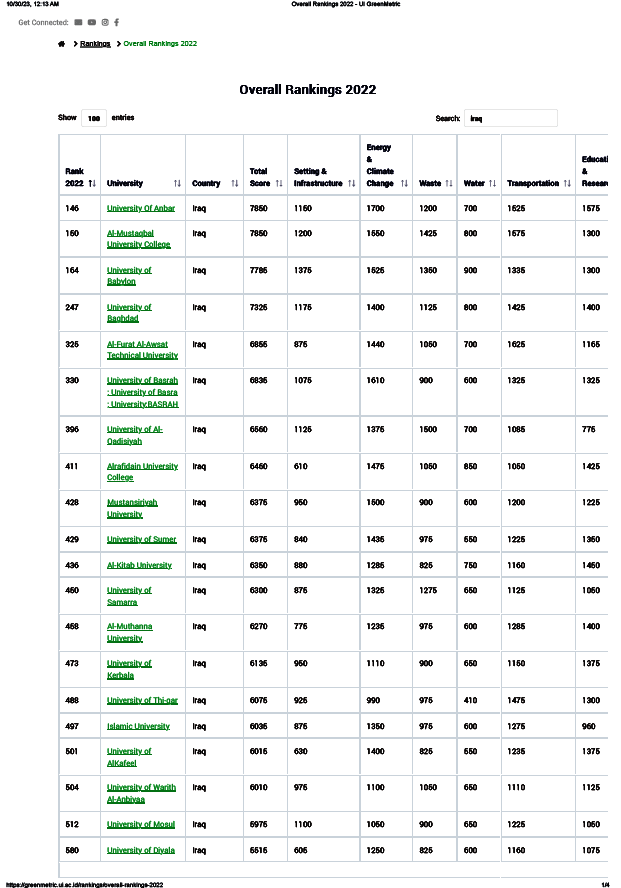 10/30/23, 12:13 AM Overall Rankings 2022 - UI GreenMetric
Get Connected:
Rankings Overall Rankings 2022
Overall Rankings 2022
Show 100 entries Search: iraq
Rank 2022 University Country Total Score Setting & Infrastructure Energy & Climate Change Waste Water Transportation Educati & Resear
146 University Of Anbar Iraq 7850 1150 1700 1200 700 1525 1575
150 Al-Mustaqbal University College Iraq 7850 1200 1550 1425 800 1575 1300
164 University of Babylon Iraq 7785 1375 1525 1350 900 1335 1300
247 University of Baghdad Iraq 7325 1175 1400 1125 800 1425 1400
325 Al-Furat Al-Awsat Technical University Iraq 6855 875 1440 1050 700 1625 1165
330 University of Basrah : University of Basra : University:BASRAH Iraq 6835 1075 1610 900 600 1325 1325
396 University of Al-Qadisiyah Iraq 6560 1125 1375 1500 700 1085 775
411 Alrafidain University College Iraq 6460 610 1475 1050 850 1050 1425
428 Mustansiriyah University Iraq 6375 950 1500 900 600 1200 1225
429 University of Sumer Iraq 6375 840 1435 975 550 1225 1350
436 Al-Kitab University Iraq 6350 880 1285 825 750 1160 1450
450 University of Samarra Iraq 6300 875 1325 1275 650 1125 1050
458 Al-Muthanna University Iraq 6270 775 1235 975 600 1285 1400
473 University of Kerbala Iraq 6135 950 1110 900 650 1150 1375
488 University of Thi-qar Iraq 6075 925 990 975 410 1475 1300
497 Islamic University Iraq 6035 875 1350 975 600 1275 960
501 University of AlKafeel Iraq 6015 630 1400 825 550 1235 1375
504 University of Warith Al-Anbiyaa Iraq 6010 975 1100 1050 650 1110 1125
512 University of Mosul Iraq 5975 1100 1050 900 650 1225 1050
580 University of Diyala Iraq 5515 605 1250 825 600 1160 1075
https://greenmetric.ui.ac.id/rankings/overall-rankings-2022 1/4